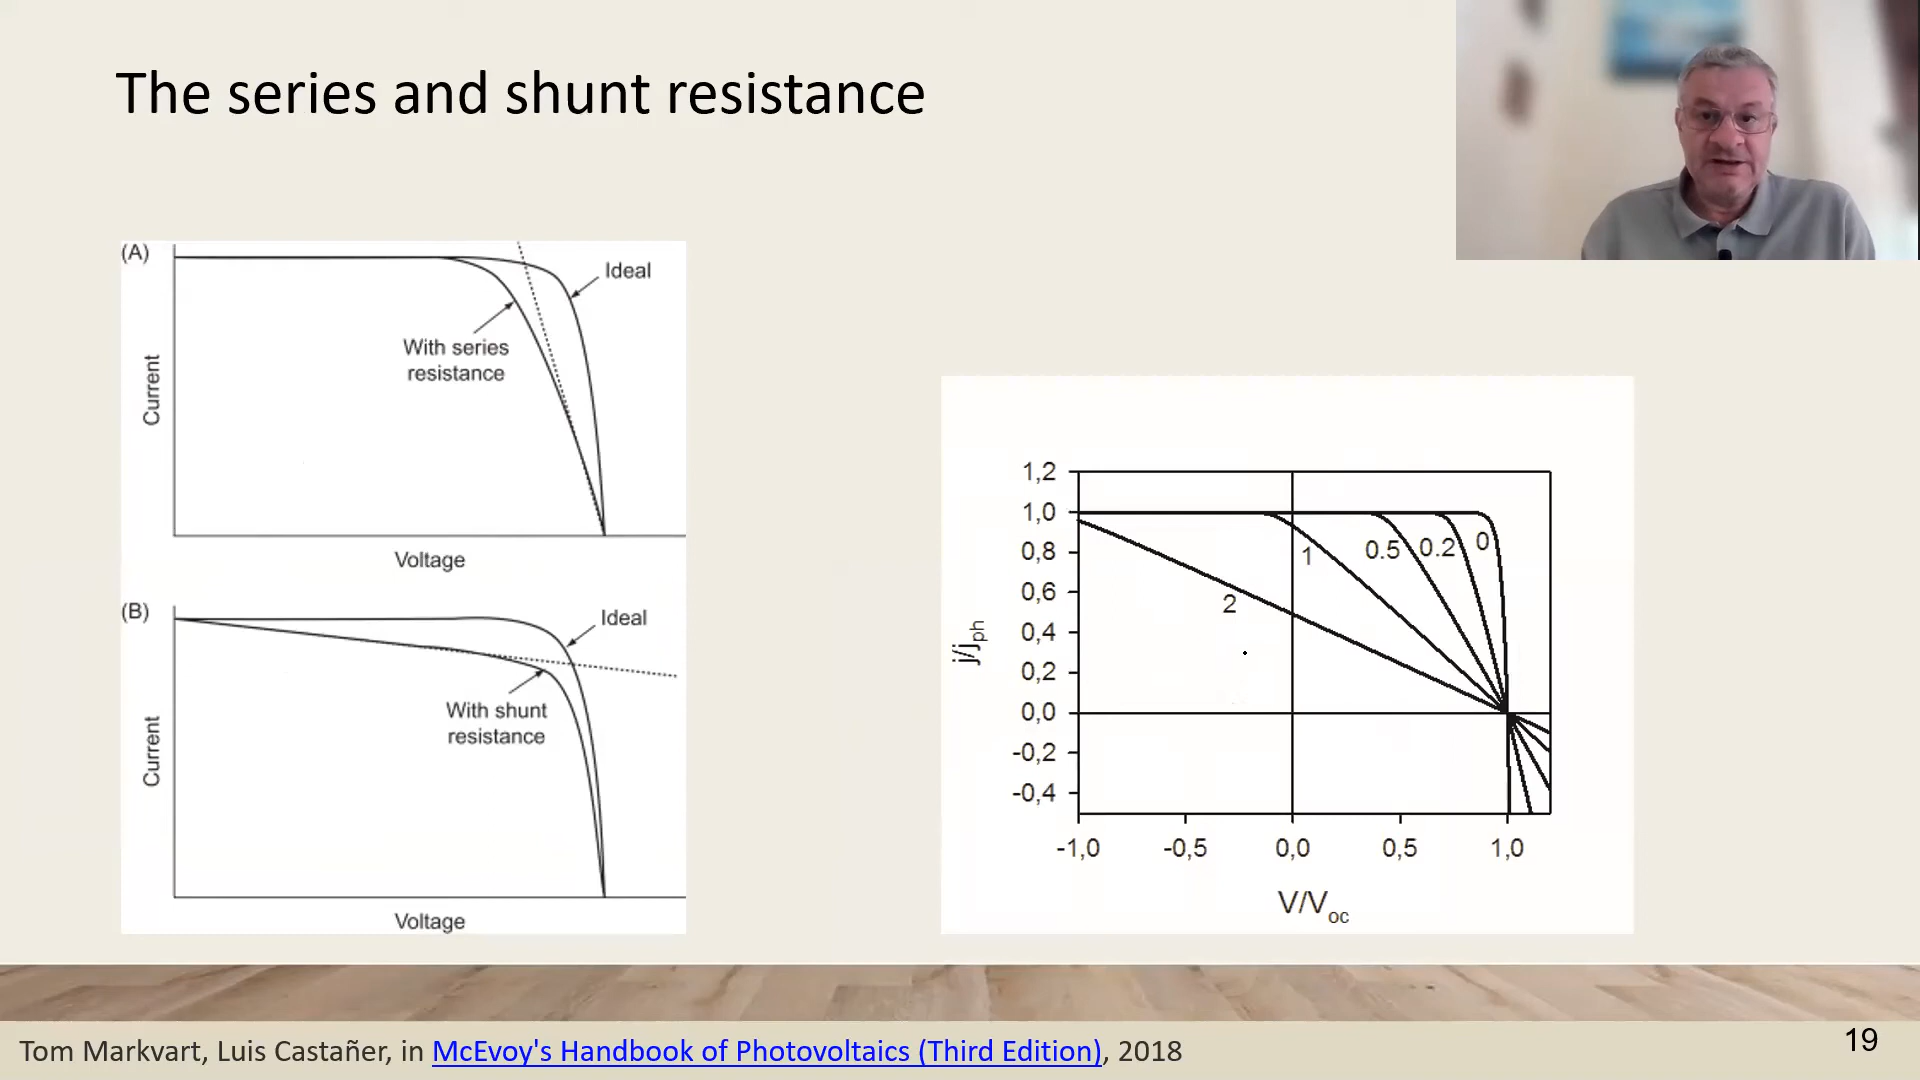 The series and shunt resistance
(A)
Ideal
With series
resistance
Current
Voltage
(B)
Ideal
With shunt
resistance
Current
Voltage
1,2
1,0
0,8
0,6
0,4
0,2
0,0
-0,2
-0,4
j/jph
2
1
0.5
0.2
0
-1,0
-0,5
0,0
0,5
1,0
V/Voc
Tom Markvart, Luis Castañer, in McEvoy's Handbook of Photovoltaics (Third Edition), 2018
19